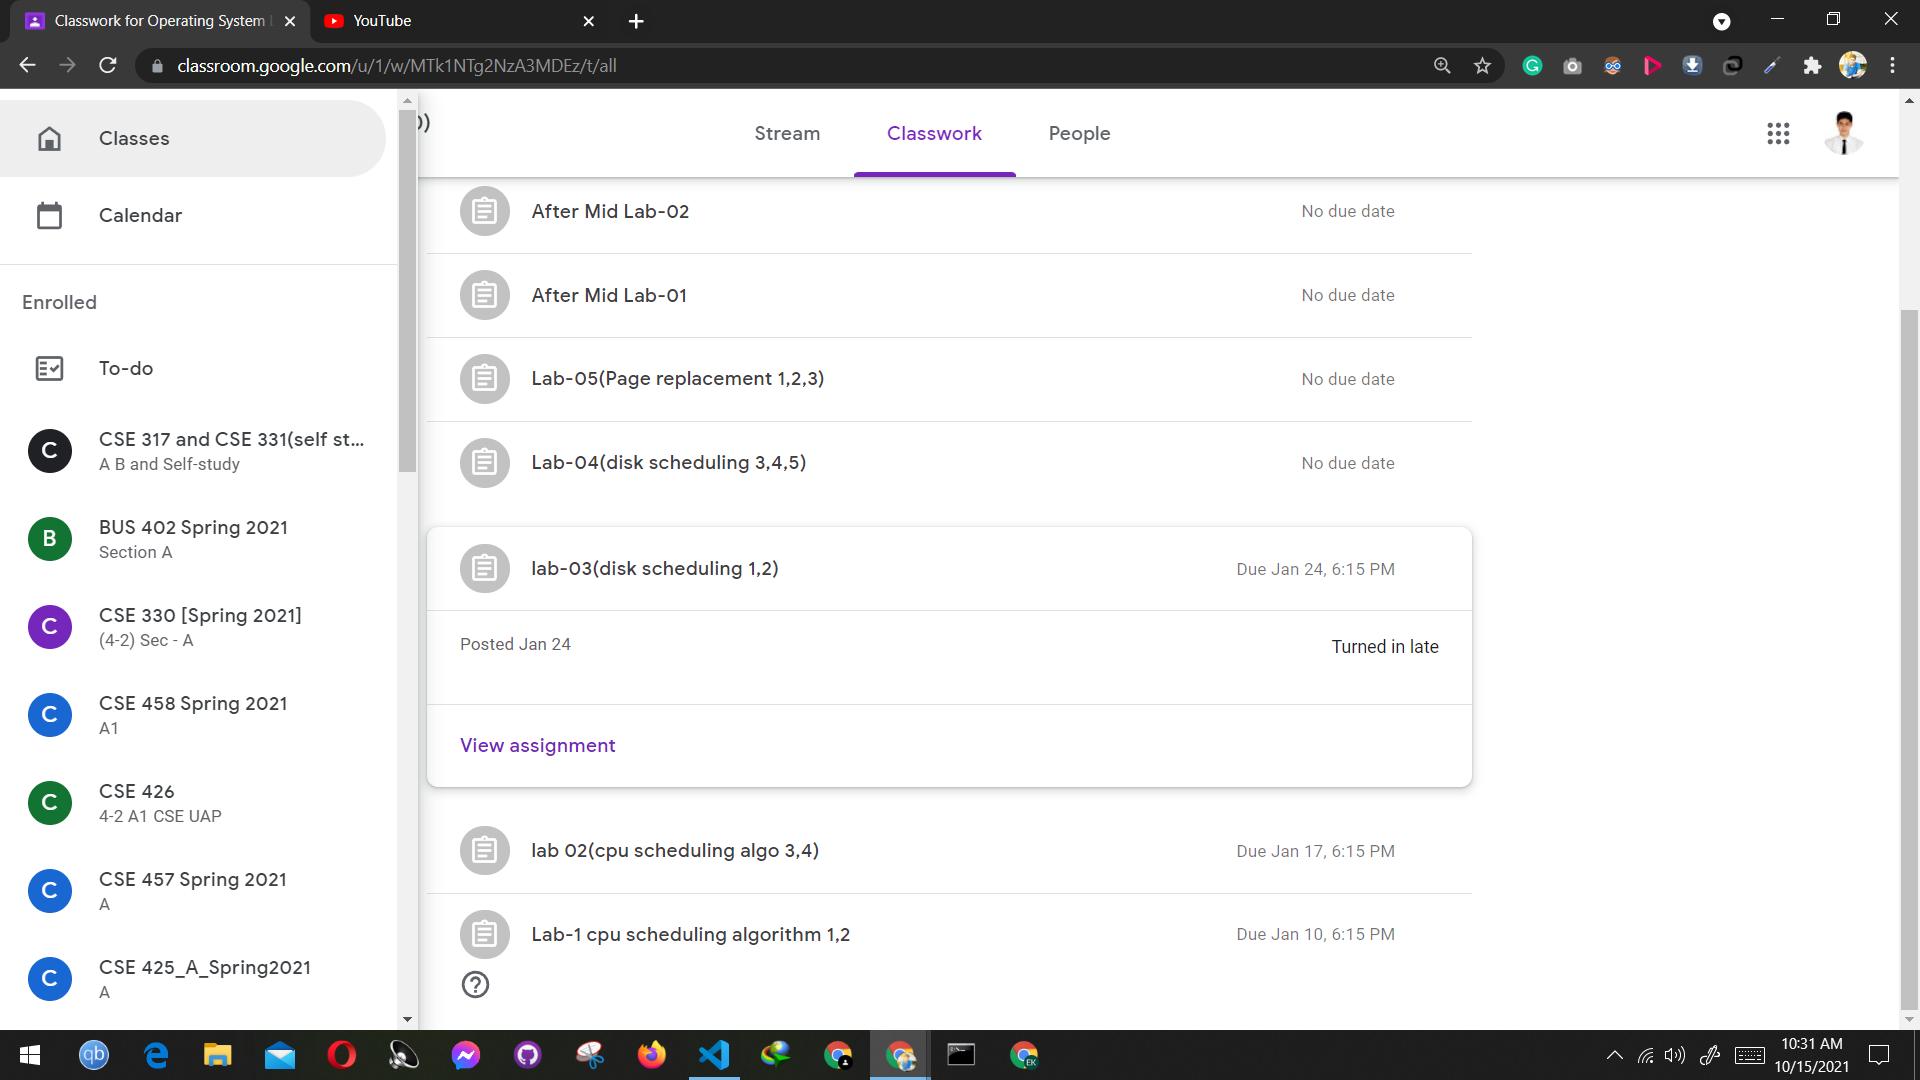 Classwork for Operating System
YouTube
classroom.google.com/u/1/w/MTk1NTg2NzA3MDEz/t/all
Classes
Calendar
Enrolled
To-do
C
CSE 317 and CSE 331(self st...
A B and Self-study
B
BUS 402 Spring 2021
Section A
C
CSE 330 [Spring 2021]
(4-2) Sec - A
C
CSE 458 Spring 2021
A1
C
CSE 426
4-2 A1 CSE UAP
C
CSE 457 Spring 2021
A
C
CSE 425_A_Spring2021
A
Stream
Classwork
People
After Mid Lab-02
No due date
After Mid Lab-01
No due date
Lab-05(Page replacement 1,2,3)
No due date
Lab-04(disk scheduling 3,4,5)
No due date
lab-03(disk scheduling 1,2)
Due Jan 24, 6:15 PM
Posted Jan 24
Turned in late
View assignment
lab 02(cpu scheduling algo 3,4)
Due Jan 17, 6:15 PM
Lab-1 cpu scheduling algorithm 1,2
Due Jan 10, 6:15 PM
qb
EK
10:31 AM
10/15/2021